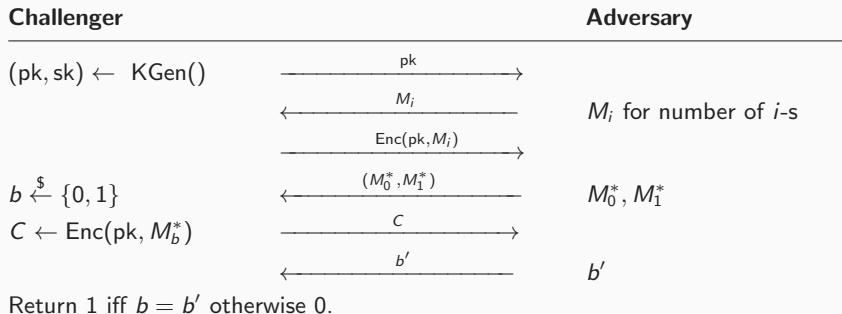 Challenger Adversary
(pk, sk) ← KGen() pk
M_i M_i for number of i-s
Enc(pk,M_i)
b ←$ {0, 1} (M_0^*,M_1^*) M_0^*, M_1^*
C ← Enc(pk, M_b^*) C
b′ b′
Return 1 iff b = b′ otherwise 0.